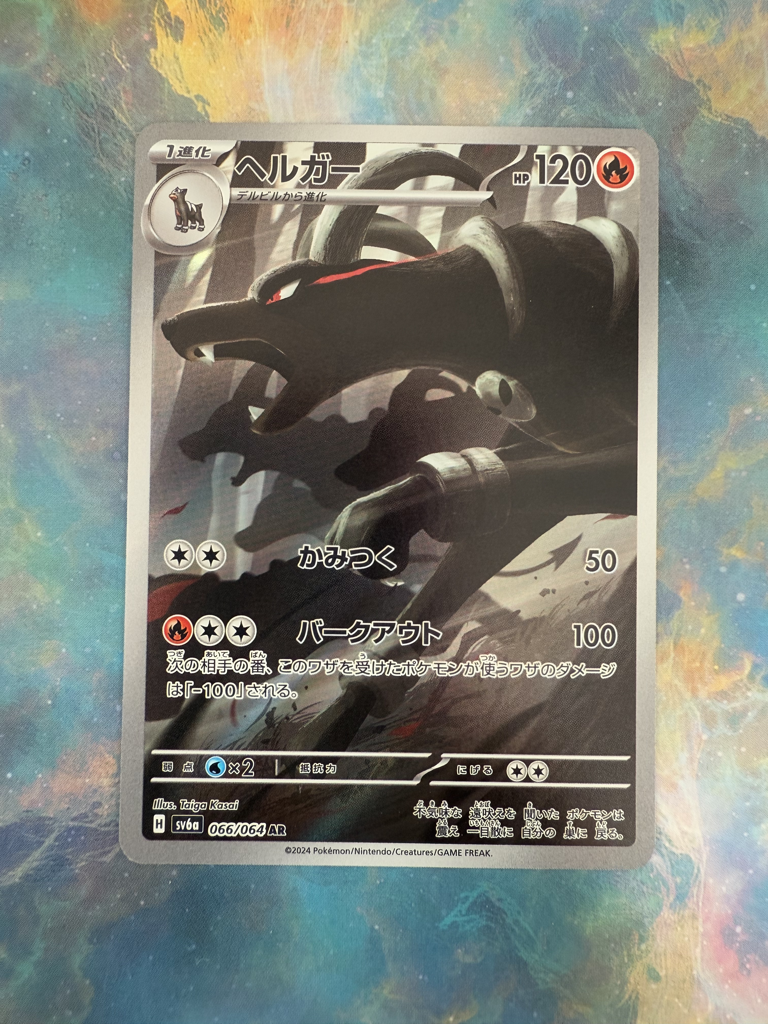 1進化
ヘルガー
HP 120
デルビルから進化
かみつく 50
バークアウト 100
次の相手の番、このワザを受けたポケモンが使うワザのダメージ
は「-100」される。
弱点 ×2 抵抗力 にげる
Illus. Taiga Kasai
H sv6a 066/064 AR
不気味な 遠吠えを 聞いた ポケモンは
震え 一目散に 自分の 巣に 戻る。
©2024 Pokémon/Nintendo/Creatures/GAME FREAK.